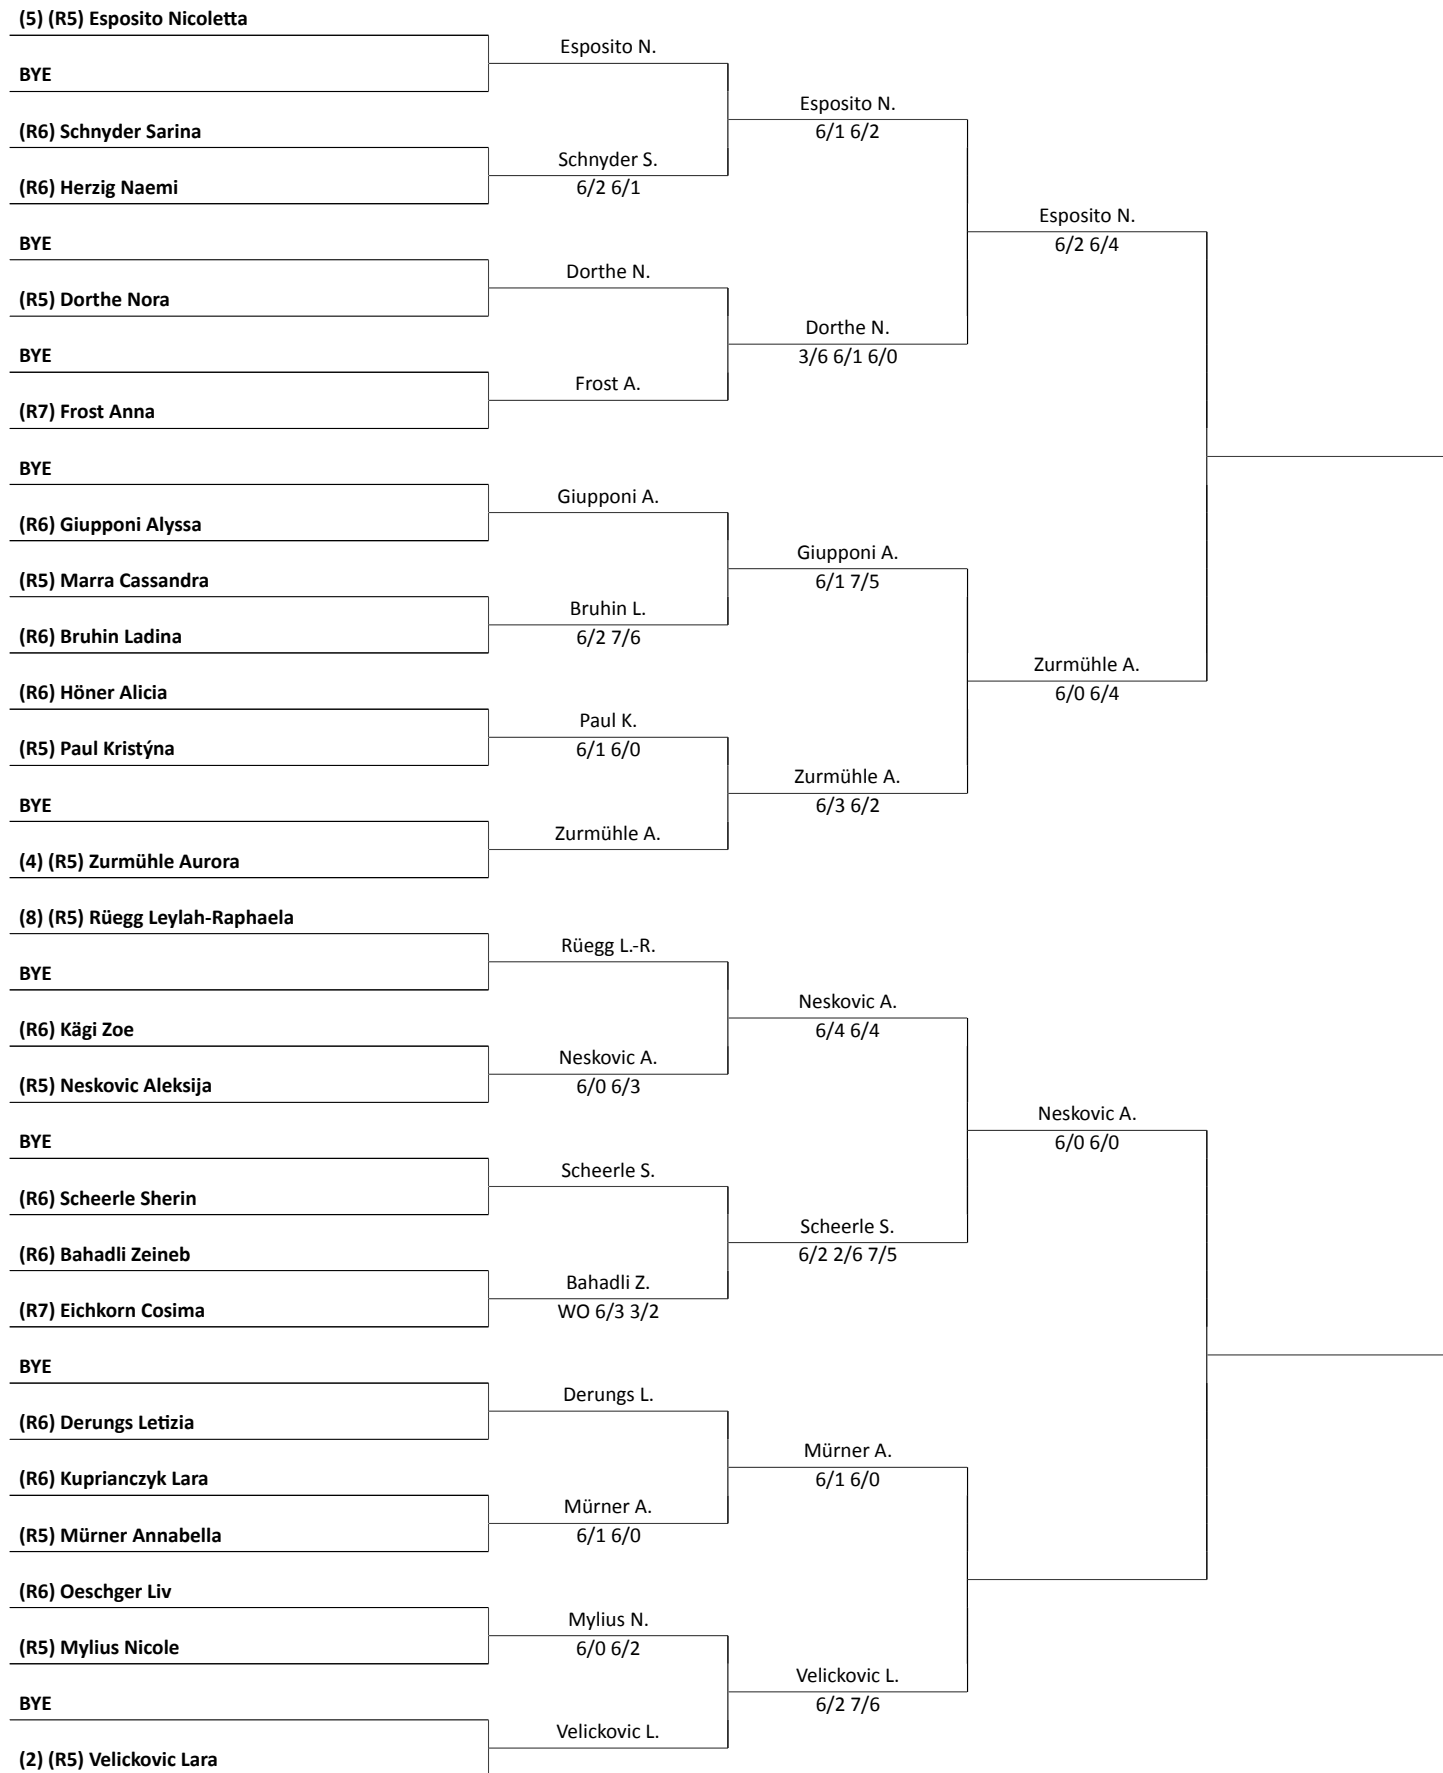 (5) (R5) Esposito Nicoletta
Esposito N.
BYE
Esposito N.
6/1 6/2
(R6) Schnyder Sarina
Schnyder S.
6/2 6/1
(R6) Herzig Naemi
Esposito N.
6/2 6/4
BYE
Dorthe N.
(R5) Dorthe Nora
Dorthe N.
3/6 6/1 6/0
BYE
Frost A.
(R7) Frost Anna
BYE
Giupponi A.
(R6) Giupponi Alyssa
Giupponi A.
6/1 7/5
(R5) Marra Cassandra
Bruhin L.
6/2 7/6
(R6) Bruhin Ladina
Zurmühle A.
6/0 6/4
(R6) Höner Alicia
Paul K.
6/1 6/0
(R5) Paul Kristýna
Zurmühle A.
6/3 6/2
BYE
Zurmühle A.
(4) (R5) Zurmühle Aurora
(8) (R5) Rüegg Leylah-Raphaela
Rüegg L.-R.
BYE
Neskovic A.
6/4 6/4
(R6) Kägi Zoe
Neskovic A.
6/0 6/3
(R5) Neskovic Aleksija
Neskovic A.
6/0 6/0
BYE
Scheerle S.
(R6) Scheerle Sherin
Scheerle S.
6/2 2/6 7/5
(R6) Bahadli Zeineb
Bahadli Z.
WO 6/3 3/2
(R7) Eichkorn Cosima
BYE
Derungs L.
(R6) Derungs Letizia
Mürner A.
6/1 6/0
(R6) Kuprianczyk Lara
Mürner A.
6/1 6/0
(R5) Mürner Annabella
(R6) Oeschger Liv
Mylius N.
6/0 6/2
(R5) Mylius Nicole
Velickovic L.
6/2 7/6
BYE
Velickovic L.
(2) (R5) Velickovic Lara